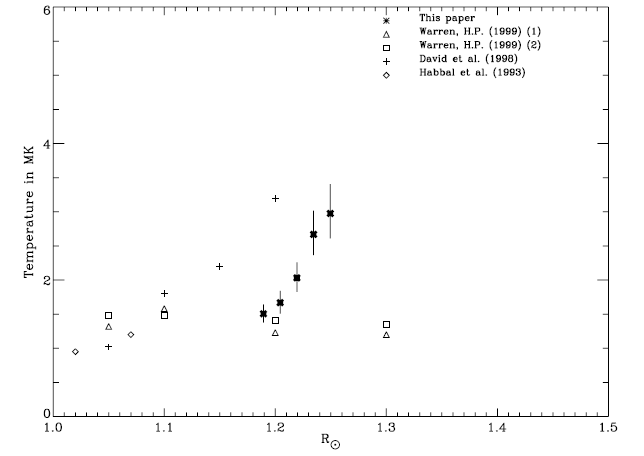 6
This paper
Warren, H.P. (1999) (1)
Warren, H.P. (1999) (2)
David et al. (1998)
Habbal et al. (1993)
4
Temperature in MK
2
0
1.0 1.1 1.2 1.3 1.4 1.5
R☉